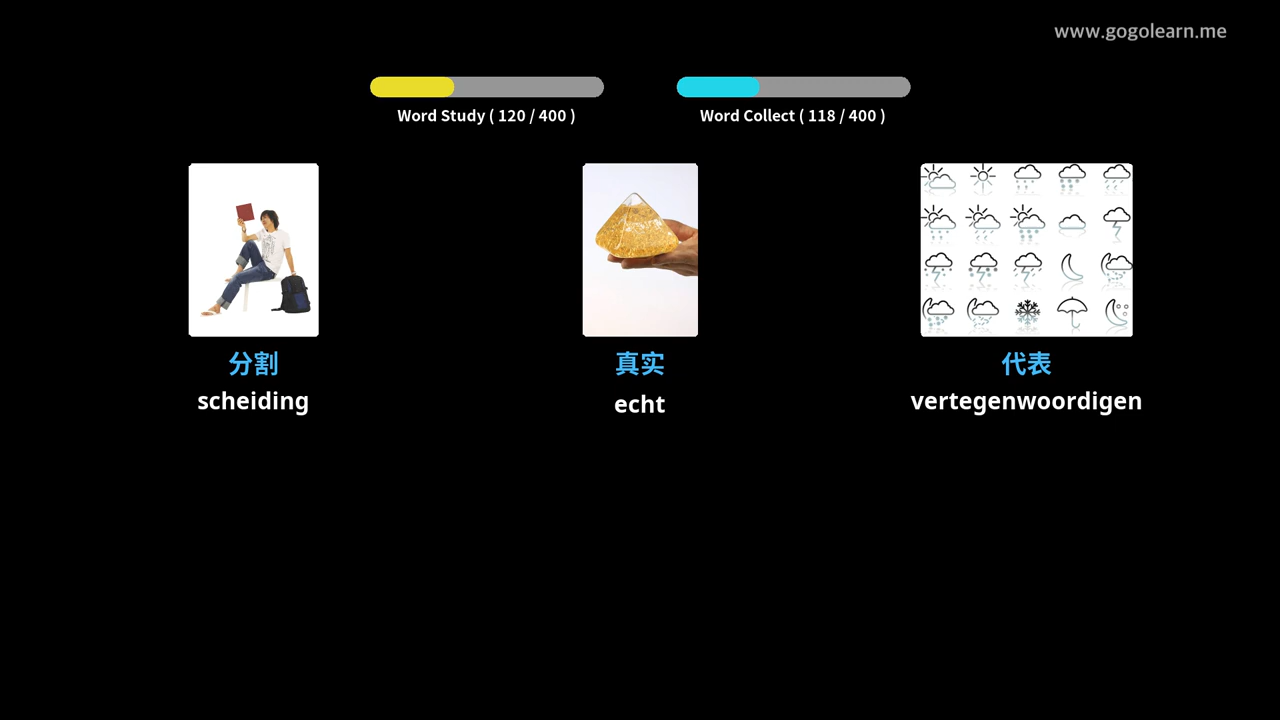 www.gogolearn.me
Word Study ( 120 / 400 )
Word Collect ( 118 / 400 )
分割
真实
代表
scheiding
echt
vertegenwoordigen